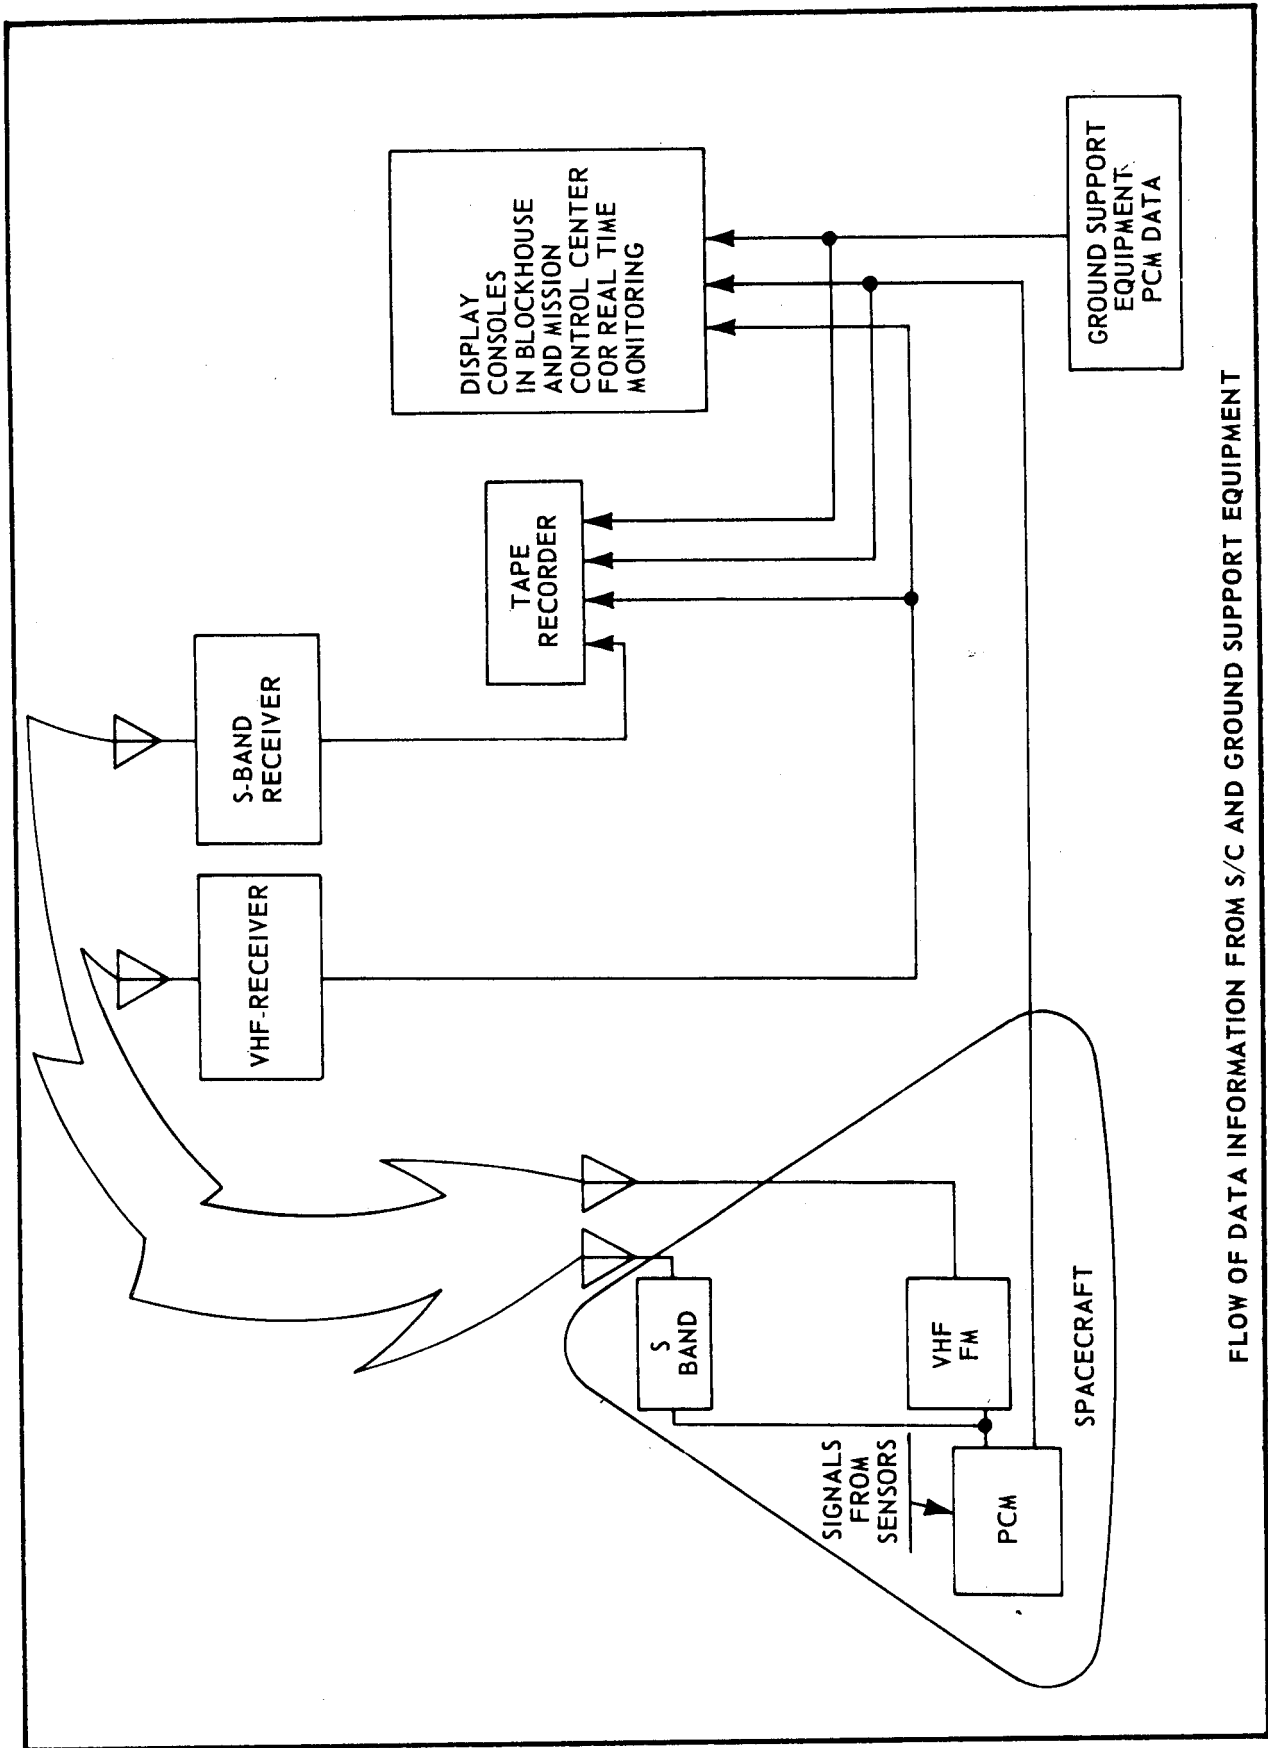 S-BAND
RECEIVER
VHF-RECEIVER
DISPLAY
CONSOLES
IN BLOCKHOUSE
AND MISSION
CONTROL CENTER
FOR REAL TIME
MONITORING
TAPE
RECORDER
S
BAND
VHF
FM
SIGNALS
FROM
SENSORS
PCM
SPACECRAFT
GROUND SUPPORT
EQUIPMENT
PCM DATA
FLOW OF DATA INFORMATION FROM S/C AND GROUND SUPPORT EQUIPMENT